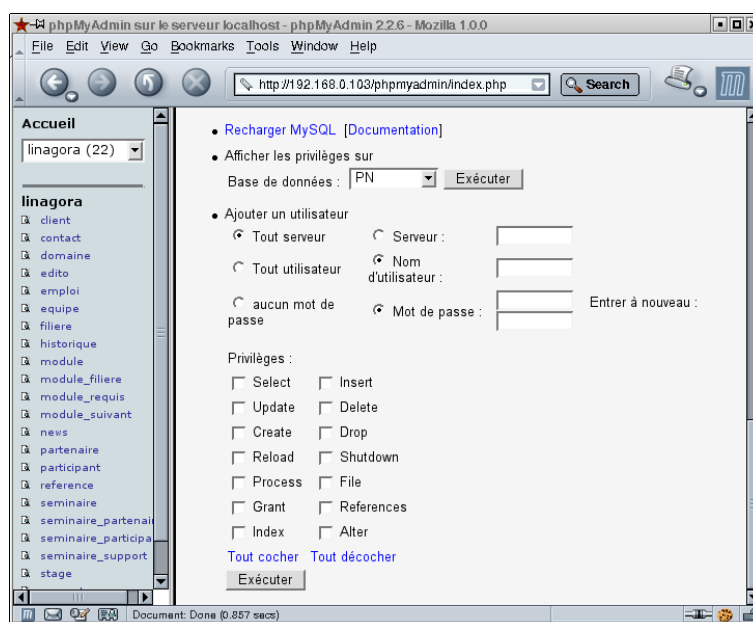 phpMyAdmin sur le serveur localhost - phpMyAdmin 2.2.6 - Mozilla 1.0.0
File Edit View Go Bookmarks Tools Window Help
http://192.168.0.103/phpmyadmin/index.php Search
Accueil
linagora (22)
linagora
client
contact
domaine
edito
emploi
equipe
filiere
historique
module
module_filiere
module_requis
module_suivant
news
partenaire
participant
reference
seminaire
seminaire_partenai
seminaire_participa
seminaire_support
stage
Recharger MySQL [Documentation]
Afficher les privilèges sur
Base de données : PN Exécuter
Ajouter un utilisateur
Tout serveur Serveur :
Tout utilisateur Nom d'utilisateur :
aucun mot de passe Mot de passe : Entrer à nouveau :
Privilèges :
Select Insert
Update Delete
Create Drop
Reload Shutdown
Process File
Grant References
Index Alter
Tout cocher Tout décocher
Exécuter
Document: Done (0.857 secs)